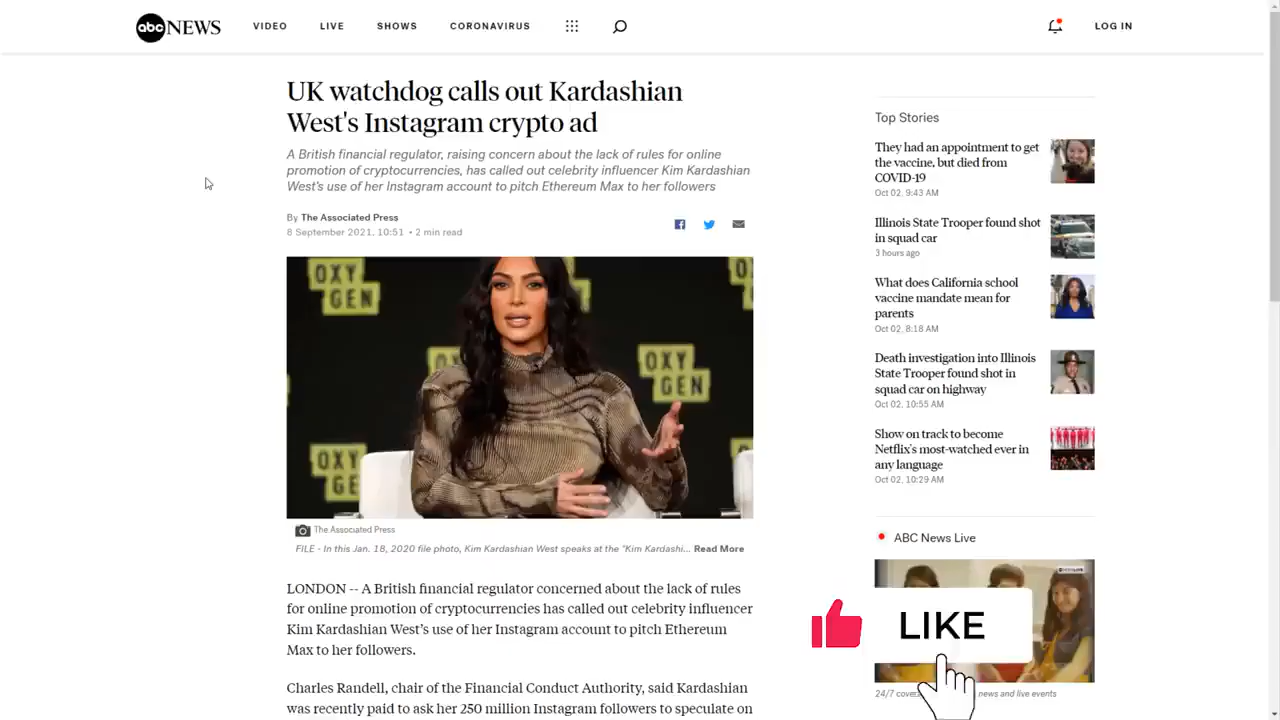 abc NEWS
VIDEO
LIVE
SHOWS
CORONAVIRUS
LOG IN
UK watchdog calls out Kardashian
West's Instagram crypto ad
A British financial regulator, raising concern about the lack of rules for online
promotion of cryptocurrencies, has called out celebrity influencer Kim Kardashian
West's use of her Instagram account to pitch Ethereum Max to her followers
By The Associated Press
8 September 2021, 10:51 • 2 min read
OXY
GEN
OXY
GEN
The Associated Press
FILE - In this Jan. 18, 2020 file photo, Kim Kardashian West speaks at the "Kim Kardashi... Read More
LONDON -- A British financial regulator concerned about the lack of rules
for online promotion of cryptocurrencies has called out celebrity influencer
Kim Kardashian West's use of her Instagram account to pitch Ethereum
Max to her followers.
Charles Randell, chair of the Financial Conduct Authority, said Kardashian
was recently paid to ask her 250 million Instagram followers to speculate on
Top Stories
They had an appointment to get
the vaccine, but died from
COVID-19
Oct 02, 9:43 AM
Illinois State Trooper found shot
in squad car
3 hours ago
What does California school
vaccine mandate mean for
parents
Oct 02, 8:18 AM
Death investigation into Illinois
State Trooper found shot in
squad car on highway
Oct 02, 10:55 AM
Show on track to become
Netflix's most-watched ever in
any language
Oct 02, 10:29 AM
ABC News Live
LIKE
24/7 news and live events